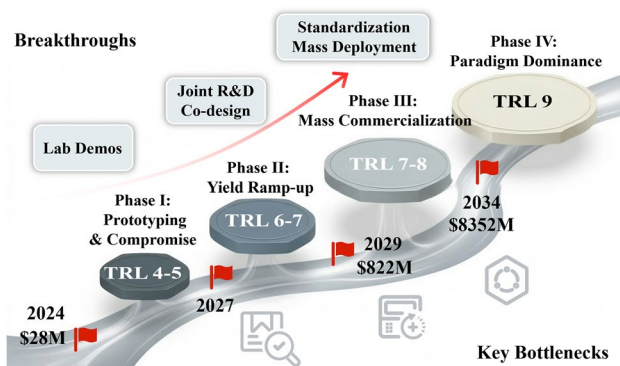 Breakthroughs
Standardization
Mass Deployment
Joint R&D
Co-design
Lab Demos
Phase IV:
Paradigm Dominance
TRL 9
Phase III:
Mass Commercialization
TRL 7-8
Phase II:
Yield Ramp-up
TRL 6-7
Phase I:
Prototyping
& Compromise
TRL 4-5
2024
$28M
2027
2029
$822M
2034
$8352M
Key Bottlenecks